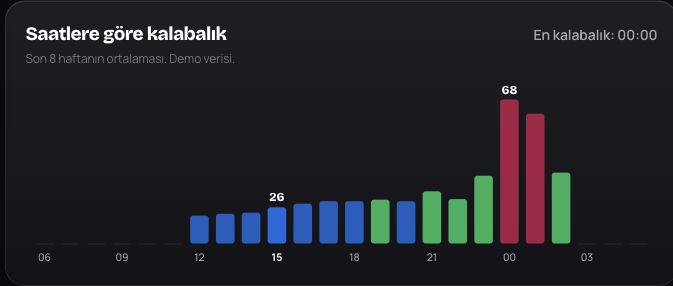 Saatlere göre kalabalık
En kalabalık: 00:00
Son 8 haftanın ortalaması. Demo verisi.
68
26
06 09 12 15 18 21 00 03